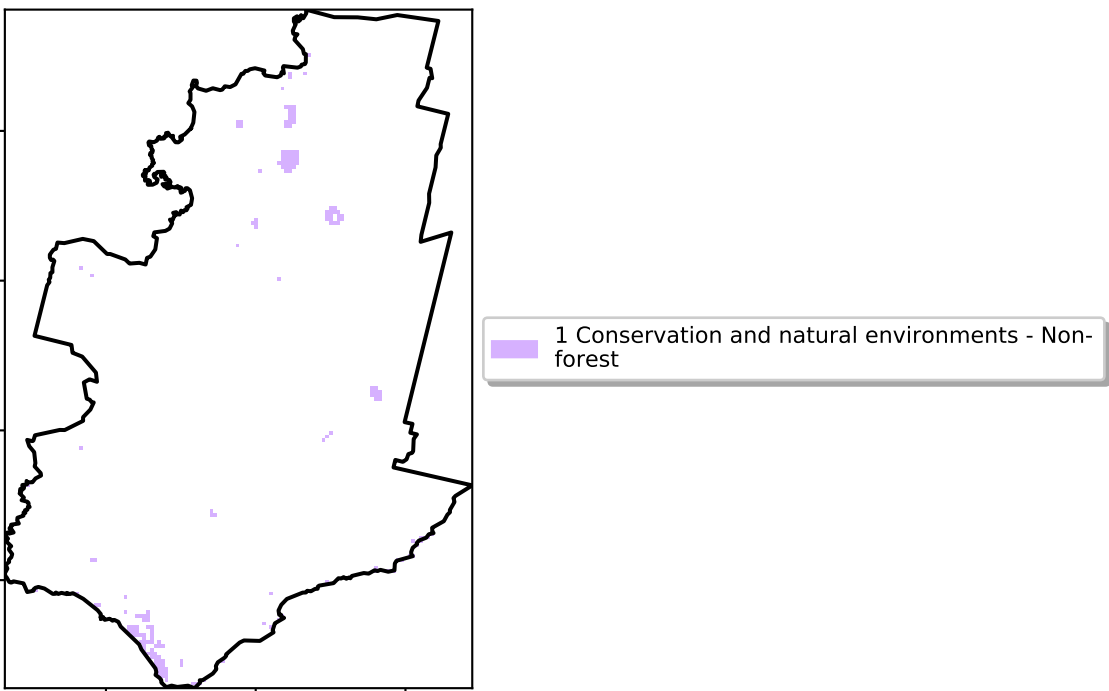 1 Conservation and natural environments - Non-
forest